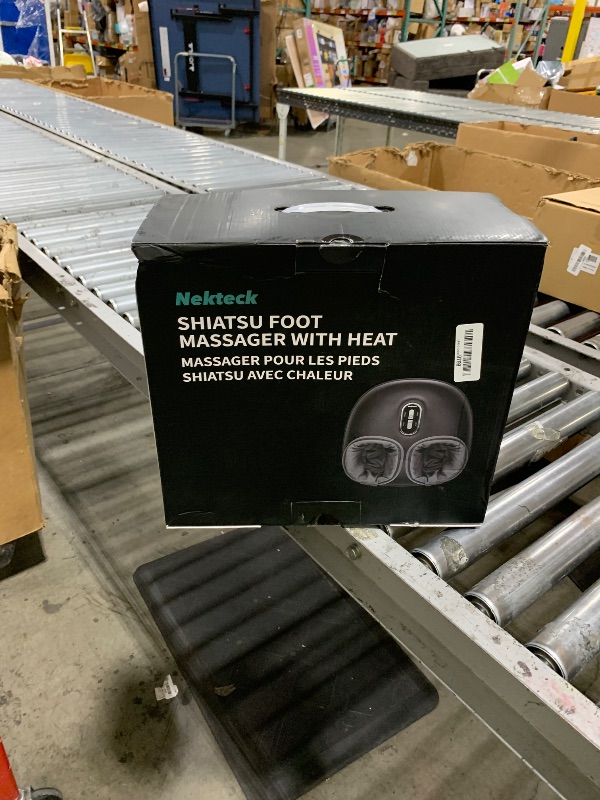 Nekteck
SHIATSU FOOT
MASSAGER WITH HEAT
MASSAGER POUR LES PIEDS
SHIATSU AVEC CHALEUR